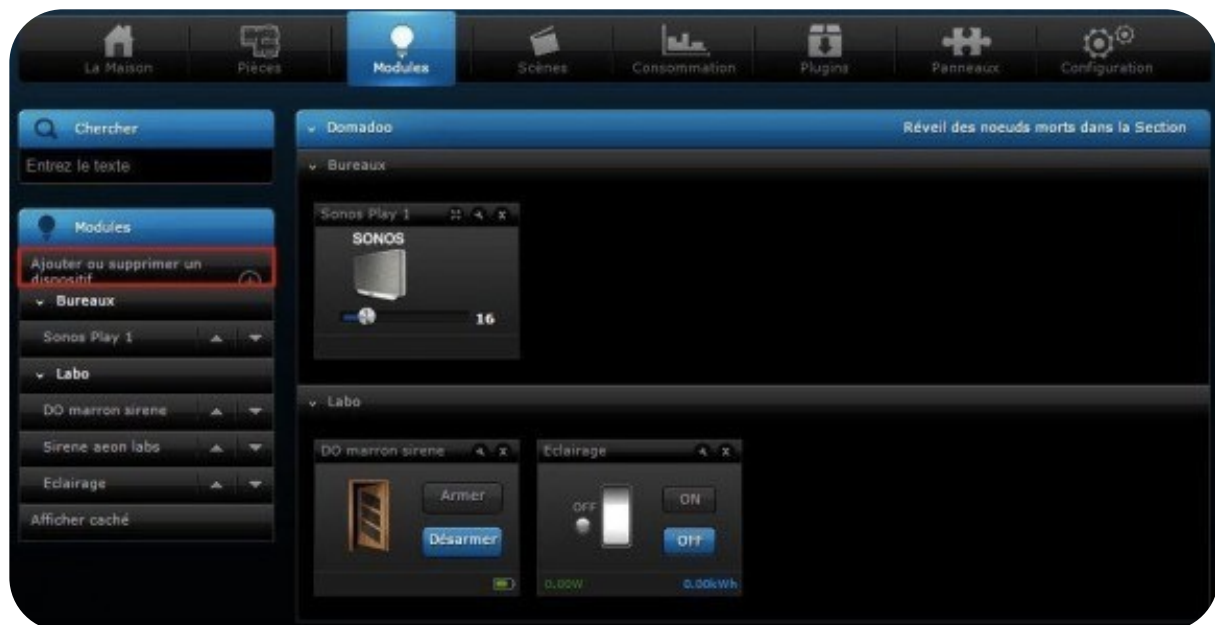 La Maison
Pièces
Modules
Scènes
Consommation
Plugins
Panneaux
Configuration
Chercher
Entrez le texte
Modules
Ajouter ou supprimer un
dispositif
Bureaux
Sonos Play 1
Labo
DO marron sirene
Sirene aeon labs
Eclairage
Afficher caché
Domadoo
Réveil des noeuds morts dans la Section
Bureaux
Sonos Play 1
SONOS
16
Labo
DO marron sirene
Armer
Désarmer
Eclairage
OFF
ON
OFF
0.00W
0.00kWh